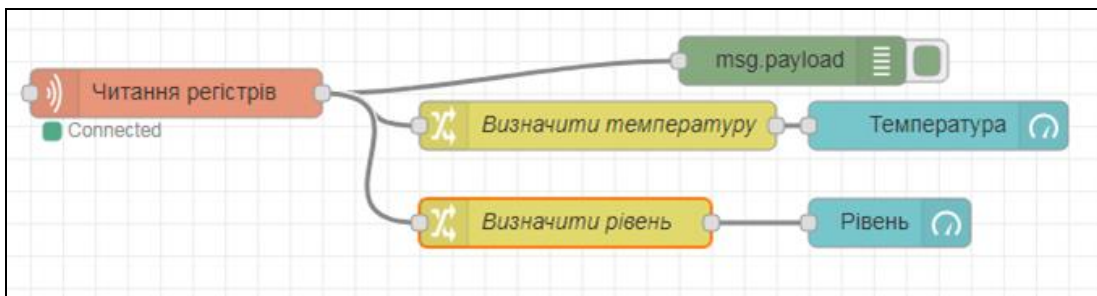 msg.payload
Читання регістрів
Connected
Визначити температуру
Температура
Визначити рівень
Рівень